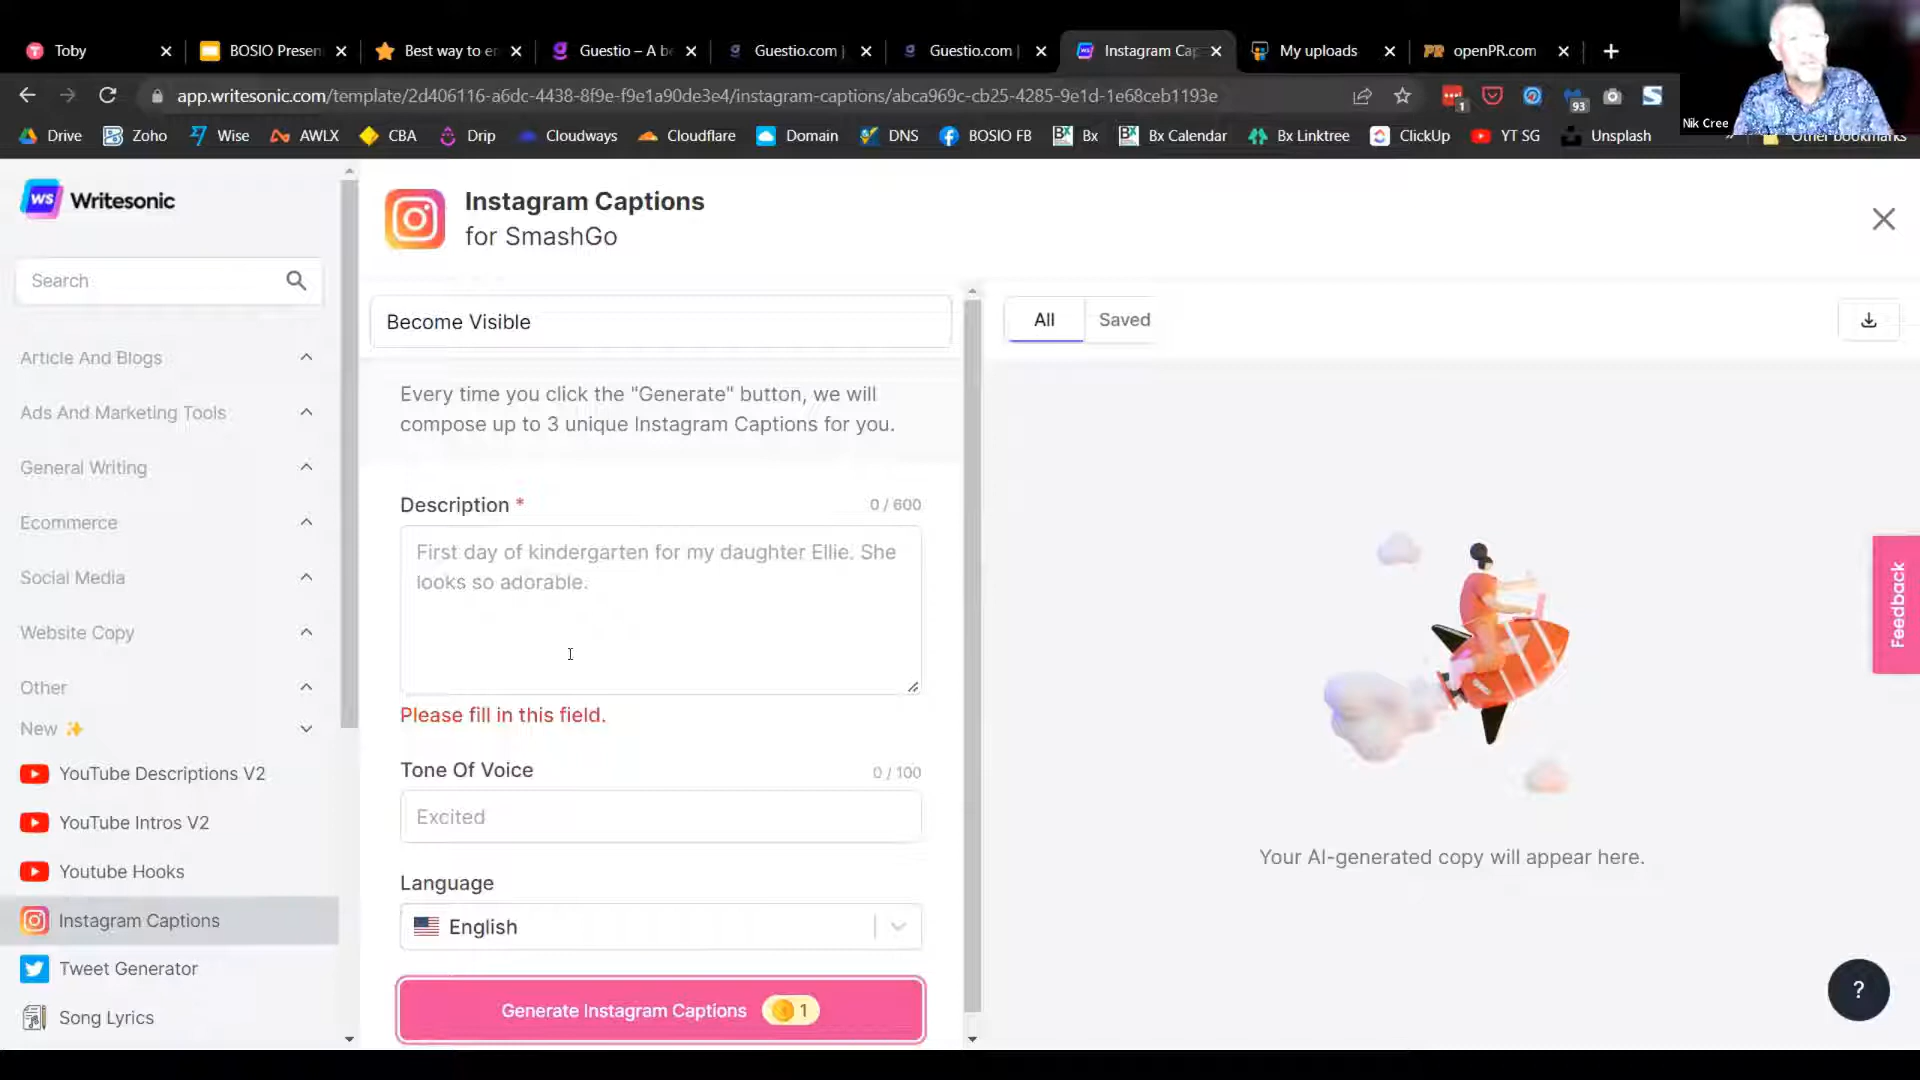 Toby
BOSIO Presen
Best way to er
Guestio – A be
Guestio.com |
Guestio.com |
Instagram Cap
My uploads
openPR.com
app.writesonic.com/template/2d406116-a6dc-4438-8f9e-f9e1a90de3e4/instagram-captions/abca969c-cb25-4285-9e1d-1e68ceb1193e
1
93
Nik Cree
Drive
Zoho
Wise
AWLX
CBA
Drip
Cloudways
Cloudflare
Domain
DNS
BOSIO FB
Bx
Bx Calendar
Bx Linktree
ClickUp
YT SG
Unsplash
Other bookmarks
WS Writesonic
Search
Article And Blogs
Ads And Marketing Tools
General Writing
Ecommerce
Social Media
Website Copy
Other
New
YouTube Descriptions V2
YouTube Intros V2
Youtube Hooks
Instagram Captions
Tweet Generator
Song Lyrics
Instagram Captions
for SmashGo
Become Visible
Every time you click the "Generate" button, we will
compose up to 3 unique Instagram Captions for you.
Description *
0 / 600
First day of kindergarten for my daughter Ellie. She
looks so adorable.
Please fill in this field.
Tone Of Voice
0 / 100
Excited
Language
English
Generate Instagram Captions 1
All
Saved
Your AI-generated copy will appear here.
Feedback
?